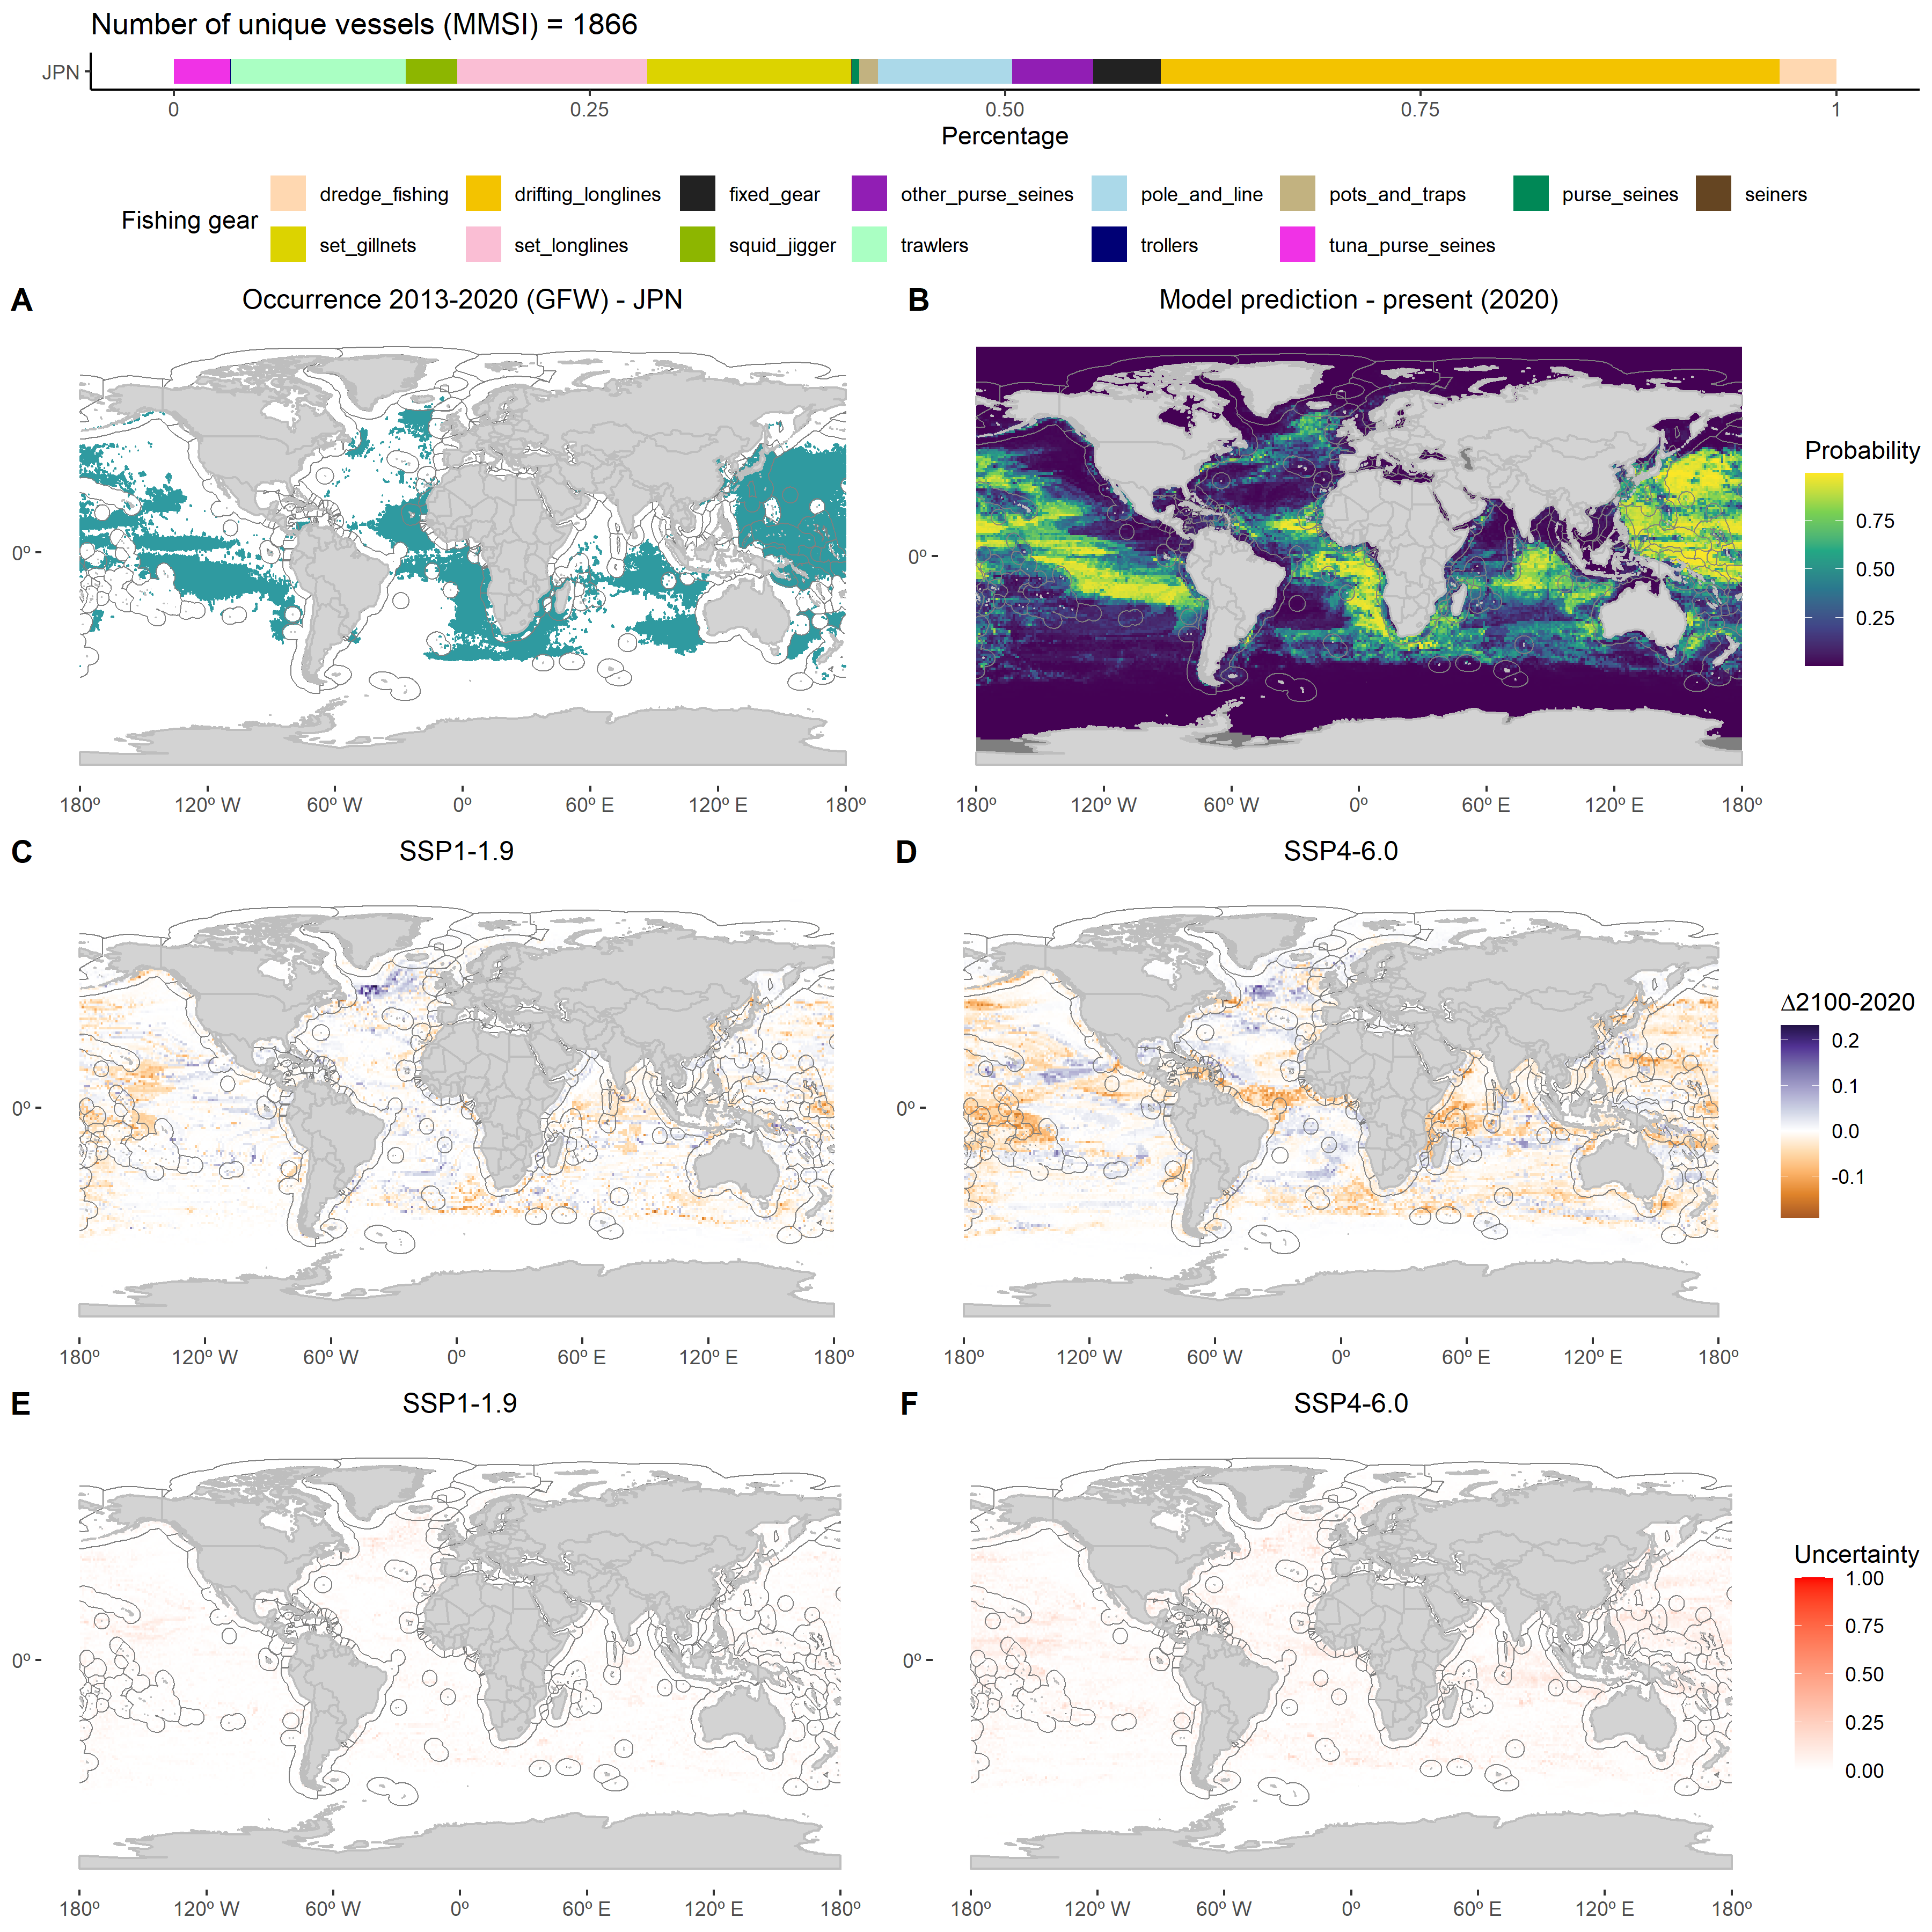 Number of unique vessels (MMSI) = 1866
JPN
0 0.25 0.50 0.75 1
Percentage
Fishing gear
dredge_fishing drifting_longlines fixed_gear other_purse_seines pole_and_line pots_and_traps purse_seines seiners
set_gillnets set_longlines squid_jigger trawlers trollers tuna_purse_seines
A Occurrence 2013-2020 (GFW) - JPN
0º
180º 120º W 60º W 0º 60º E 120º E 180º
B Model prediction - present (2020)
0º
180º 120º W 60º W 0º 60º E 120º E 180º
Probability
0.75
0.50
0.25
C SSP1-1.9
0º
180º 120º W 60º W 0º 60º E 120º E 180º
D SSP4-6.0
0º
180º 120º W 60º W 0º 60º E 120º E 180º
Δ2100-2020
0.2
0.1
0.0
-0.1
E SSP1-1.9
0º
180º 120º W 60º W 0º 60º E 120º E 180º
F SSP4-6.0
0º
180º 120º W 60º W 0º 60º E 120º E 180º
Uncertainty
1.00
0.75
0.50
0.25
0.00